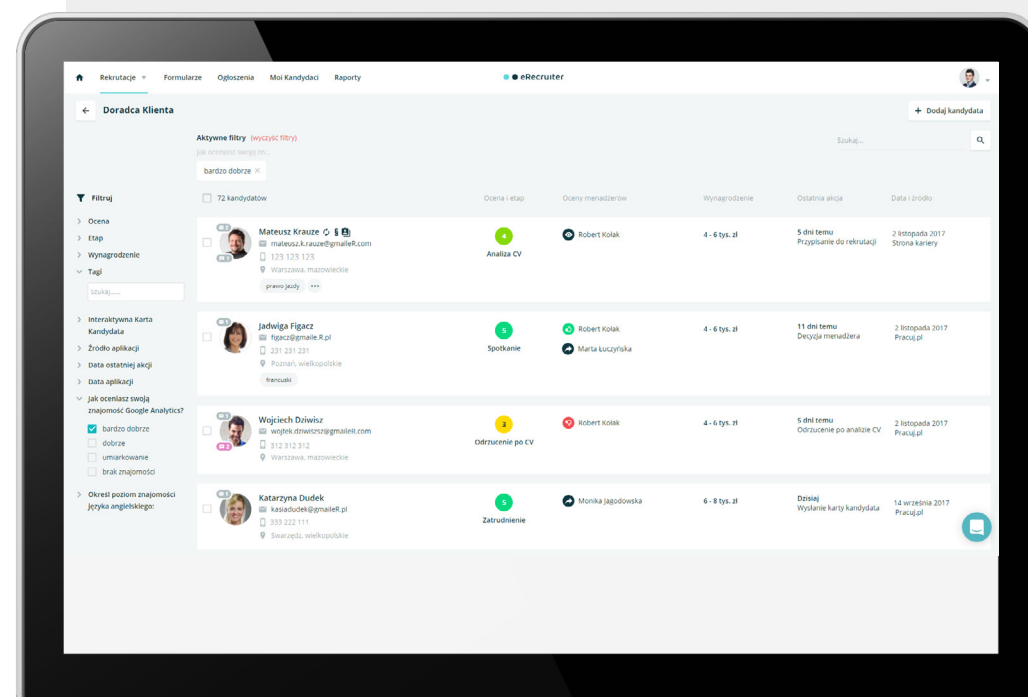 Rekrutacje Formularze Ogłoszenia Moi Kandydaci Raporty eRecruiter
Doradca Klienta + Dodaj kandydata
Aktywne filtry (wyczyść filtry) Szukaj...
Jak oceniasz swoją zn...
bardzo dobrze ×
Filtruj 72 kandydatów Ocena i etap Oceny menadżerów Wynagrodzenie Ostatnia akcja Data i źródło
Ocena
Etap
Wynagrodzenie
Tagi
szukaj......
Interaktywna Karta
Kandydata
Źródło aplikacji
Data ostatniej akcji
Data aplikacji
Jak oceniasz swoją
znajomość Google Analytics?
bardzo dobrze
dobrze
umiarkowanie
brak znajomości
Określ poziom znajomości
języka angielskiego:
Mateusz Krauze §
mateusz.k.rauze@gmaileR.com
123 123 123
Warszawa, mazowieckie
prawo jazdy •••
4
Analiza CV
Robert Kołak
4 - 6 tys. zł
5 dni temu
Przypisanie do rekrutacji
2 listopada 2017
Strona kariery
Jadwiga Figacz
figacz@gmaile.R.pl
231 231 231
Poznań, wielkopolskie
francuski
5
Spotkanie
Robert Kołak
Marta Łuczyńska
4 - 6 tys. zł
11 dni temu
Decyzja menadżera
2 listopada 2017
Pracuj.pl
Wojciech Dziwisz
wojtek.dziwiszsz@gmaileR.com
312 312 312
Warszawa, mazowieckie
3
Odrzucenie po CV
Robert Kołak
4 - 6 tys. zł
5 dni temu
Odrzucenie po analizie CV
2 listopada 2017
Pracuj.pl
Katarzyna Dudek
kasiadudek@gmaileR.pl
333 222 111
Swarzędz, wielkopolskie
5
Zatrudnienie
Monika Jagodowska
6 - 8 tys. zł
Dzisiaj
Wysłanie karty kandydata
14 września 2017
Pracuj.pl